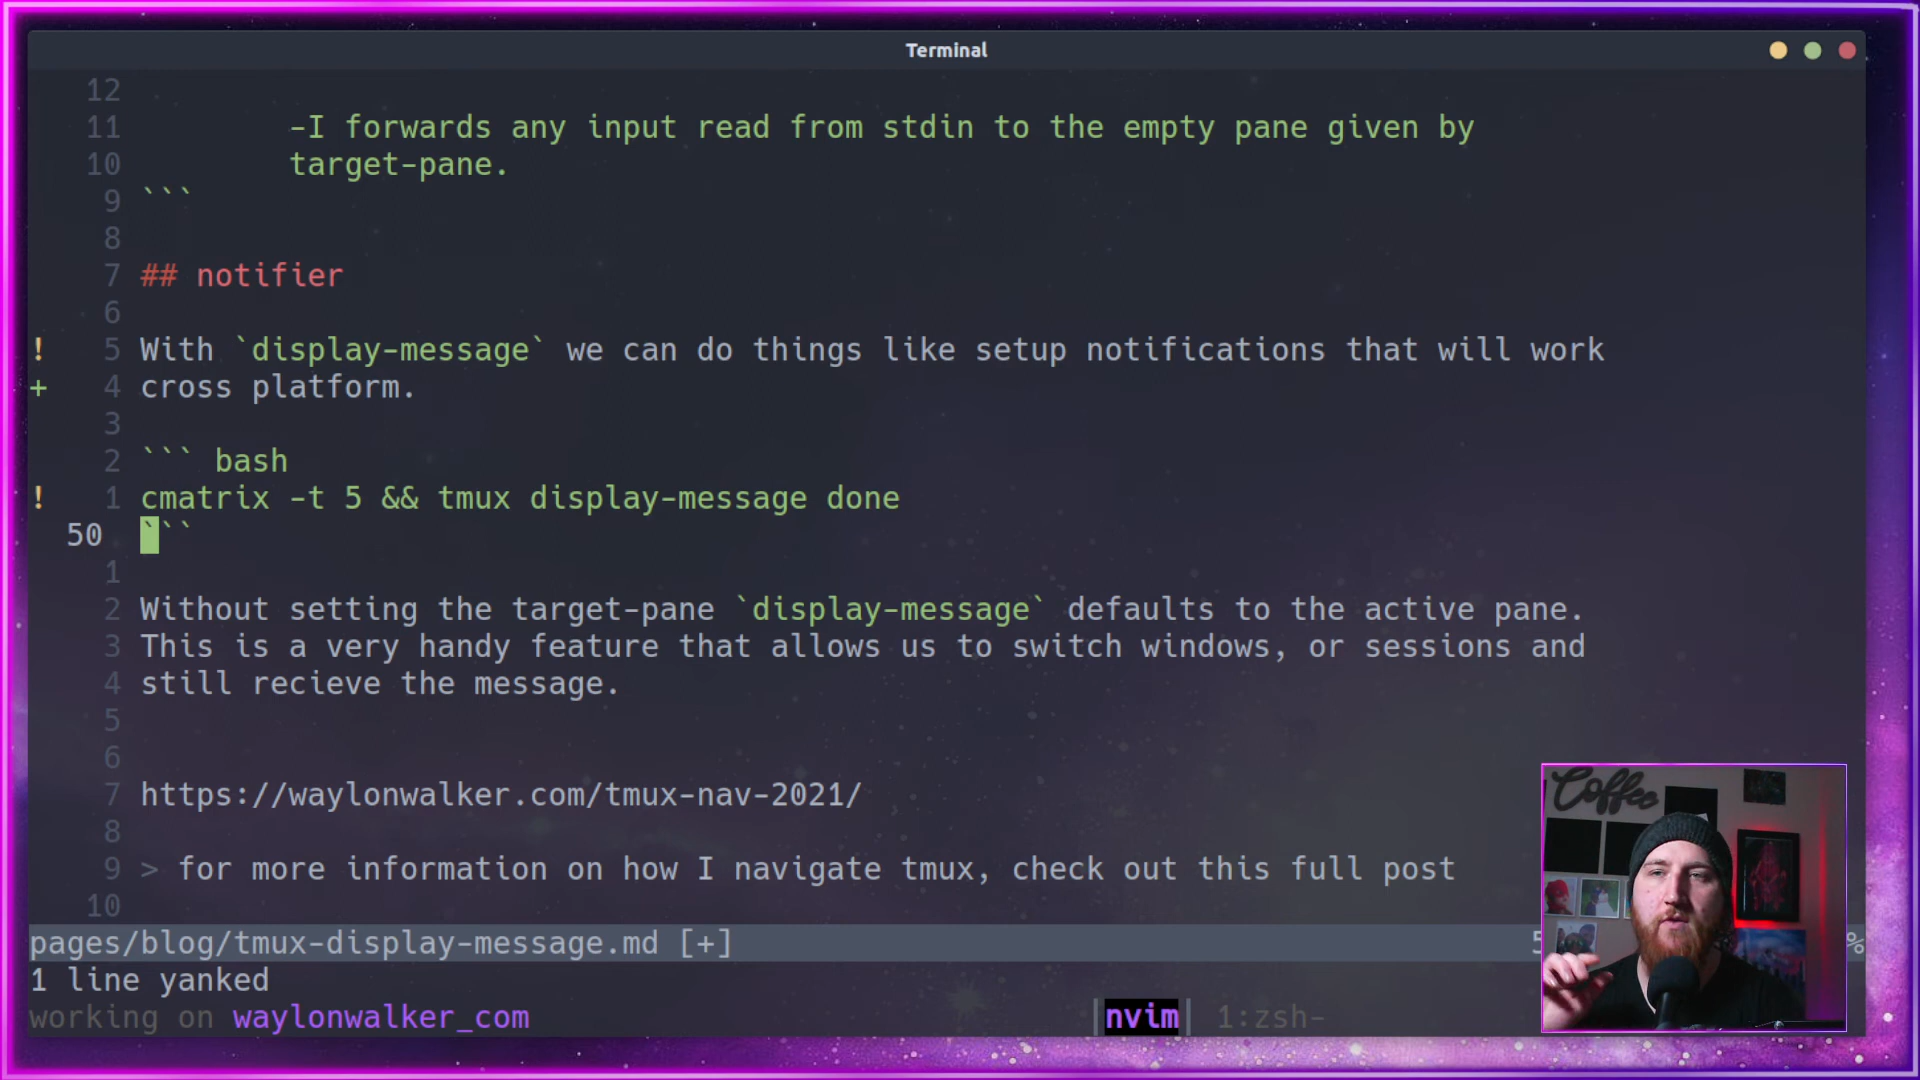 Terminal
12
11 -I forwards any input read from stdin to the empty pane given by
10 target-pane.
9 ```
8
7 ## notifier
6
! 5 With `display-message` we can do things like setup notifications that will work
+ 4 cross platform.
3
2 ``` bash
! 1 cmatrix -t 5 && tmux display-message done
50 ```
1
2 Without setting the target-pane `display-message` defaults to the active pane.
3 This is a very handy feature that allows us to switch windows, or sessions and
4 still recieve the message.
5
6
7 https://waylonwalker.com/tmux-nav-2021/
8
9 > for more information on how I navigate tmux, check out this full post
10
Coffee
pages/blog/tmux-display-message.md [+] %
1 line yanked
working on waylonwalker_com |nvim| 1:zsh-